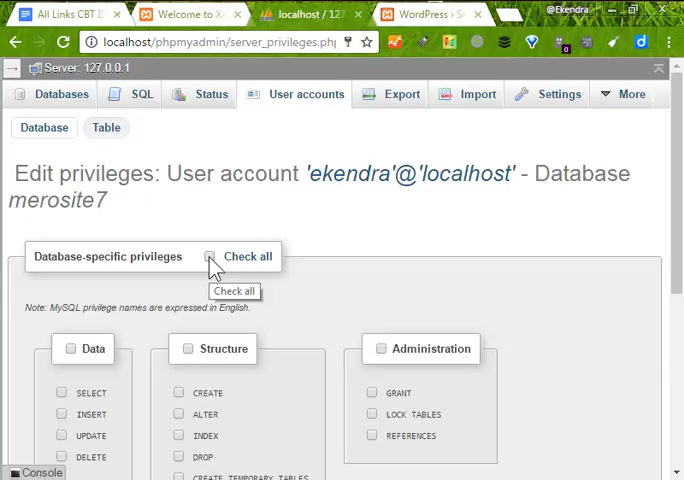 @Ekendra
All Links CBT
Welcome to X
localhost / 127
WordPress ›
localhost/phpmyadmin/server_privileges.php
Server: 127.0.0.1
Databases SQL Status User accounts Export Import Settings More
Database Table
Edit privileges: User account 'ekendra'@'localhost' - Database
merosite7
Database-specific privileges Check all
Check all
Note: MySQL privilege names are expressed in English.
Data Structure Administration
SELECT CREATE GRANT
INSERT ALTER LOCK TABLES
UPDATE INDEX REFERENCES
DELETE DROP
CREATE TEMPORARY TABLES
Console